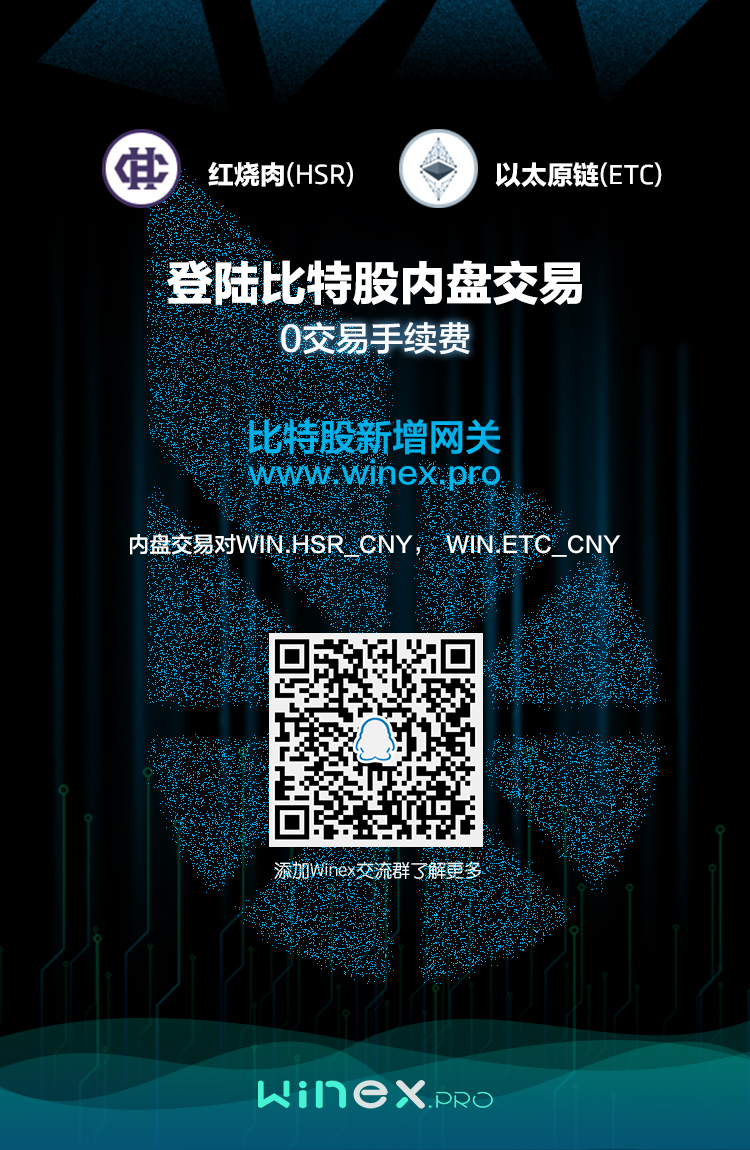 红烧肉(HSR) 以太原链(ETC)
登陆比特股内盘交易
0交易手续费
比特股新增网关
www.winex.pro
内盘交易对WIN.HSR_CNY， WIN.ETC_CNY
添加Winex交流群了解更多
winex.PRO